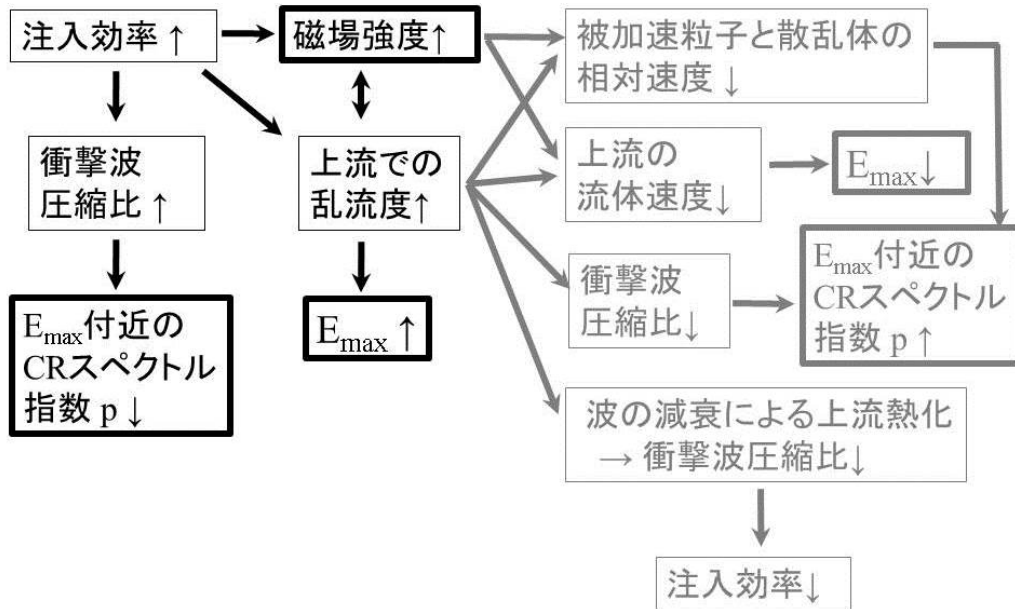 注入効率↑
磁場強度↑
被加速粒子と散乱体の
相対速度↓
衝撃波
圧縮比↑
上流での
乱流度↑
上流の
流体速度↓
Emax↓
Emax付近の
CRスペクトル
指数 p ↓
Emax ↑
衝撃波
圧縮比↓
Emax付近の
CRスペクトル
指数 p ↑
波の減衰による上流熱化
→ 衝撃波圧縮比↓
注入効率↓